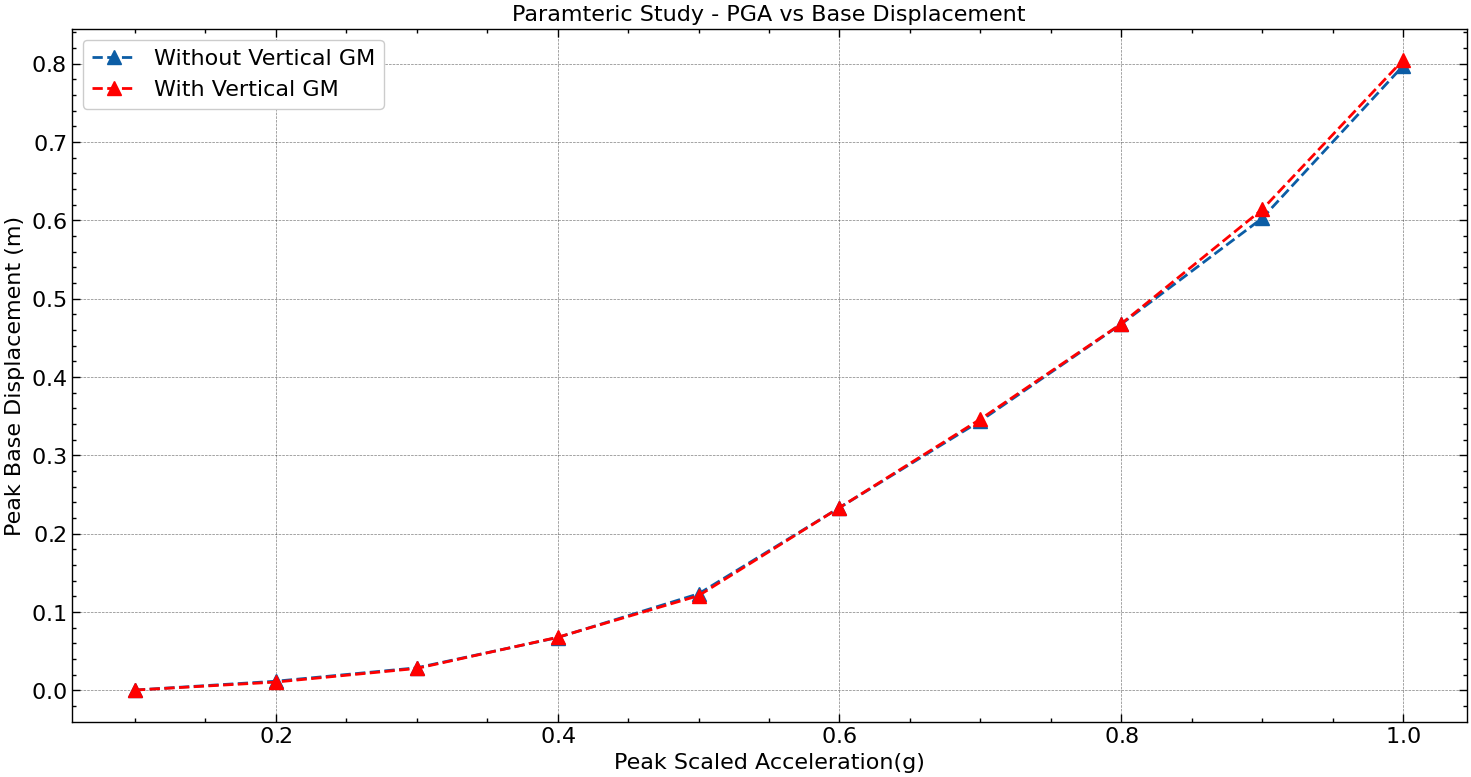 Paramteric Study - PGA vs Base Displacement
Without Vertical GM
With Vertical GM
Peak Base Displacement (m)
0.8
0.7
0.6
0.5
0.4
0.3
0.2
0.1
0.0
0.2
0.4
0.6
0.8
1.0
Peak Scaled Acceleration(g)